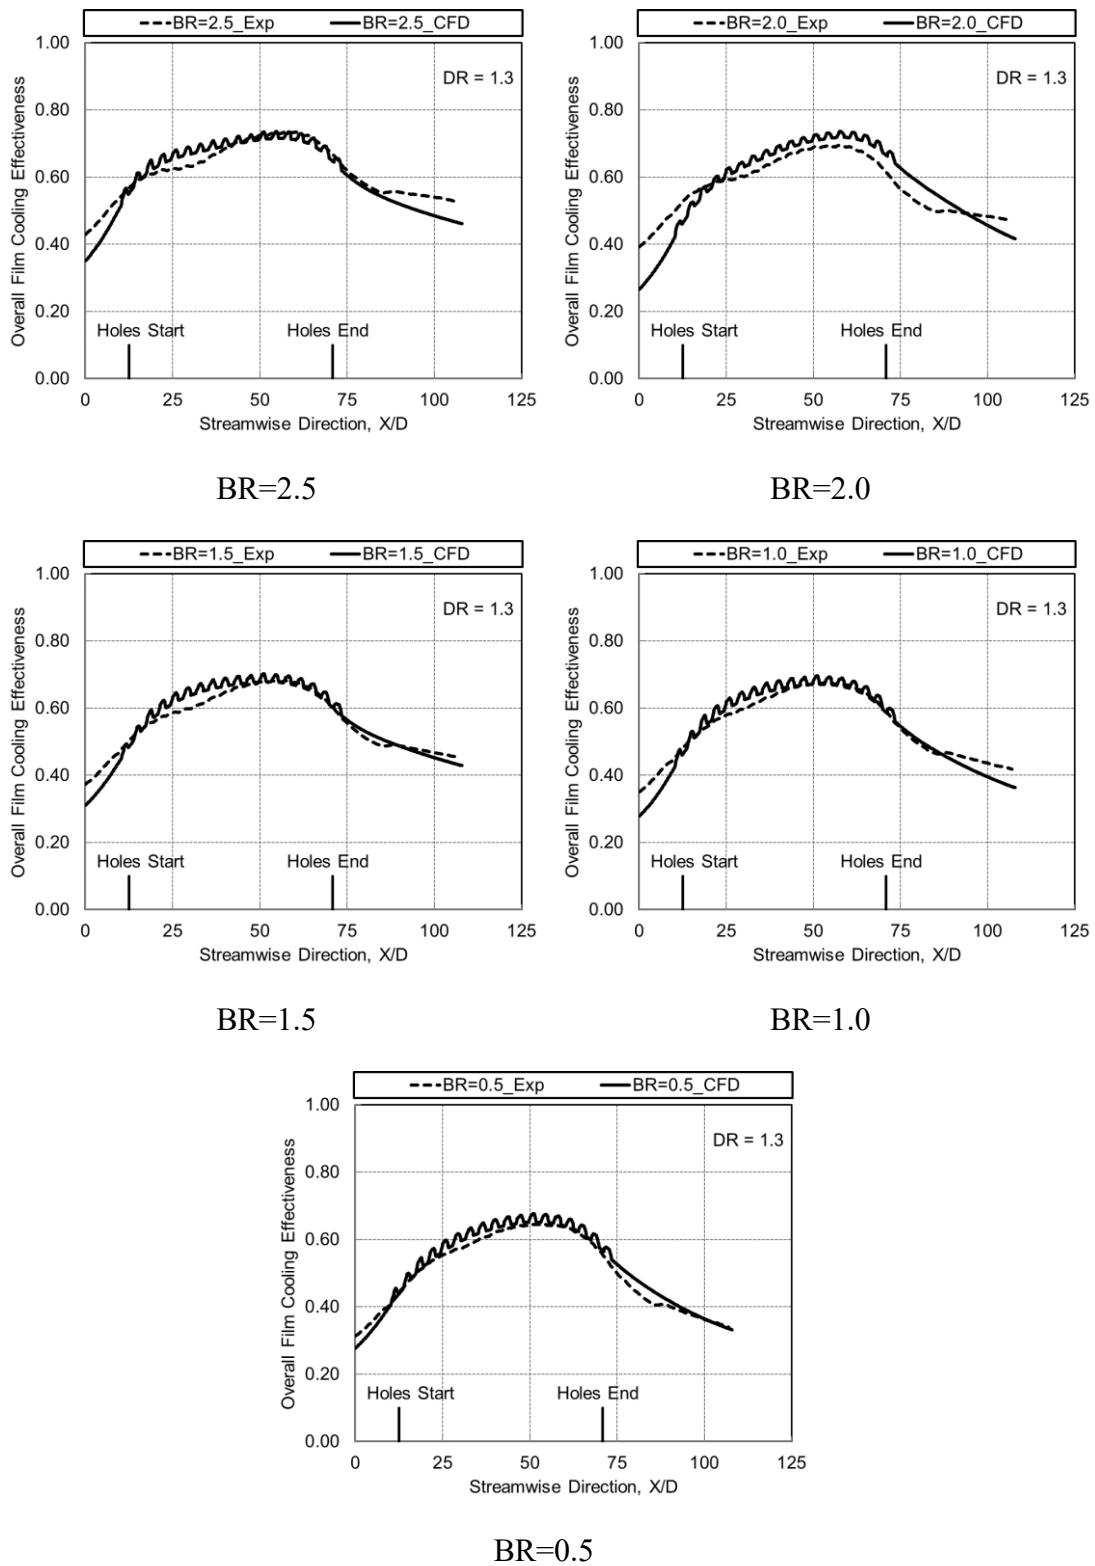 BR=2.5_Exp BR=2.5_CFD
1.00
0.80
0.60
0.40
0.20
0.00
Overall Film Cooling Effectiveness
DR = 1.3
Holes Start Holes End
0 25 50 75 100 125
Streamwise Direction, X/D
BR=2.5
BR=2.0_Exp BR=2.0_CFD
1.00
0.80
0.60
0.40
0.20
0.00
Overall Film Cooling Effectiveness
DR = 1.3
Holes Start Holes End
0 25 50 75 100 125
Streamwise Direction, X/D
BR=2.0
BR=1.5_Exp BR=1.5_CFD
1.00
0.80
0.60
0.40
0.20
0.00
Overall Film Cooling Effectiveness
DR = 1.3
Holes Start Holes End
0 25 50 75 100 125
Streamwise Direction, X/D
BR=1.5
BR=1.0_Exp BR=1.0_CFD
1.00
0.80
0.60
0.40
0.20
0.00
Overall Film Cooling Effectiveness
DR = 1.3
Holes Start Holes End
0 25 50 75 100 125
Streamwise Direction, X/D
BR=1.0
BR=0.5_Exp BR=0.5_CFD
1.00
0.80
0.60
0.40
0.20
0.00
Overall Film Cooling Effectiveness
DR = 1.3
Holes Start Holes End
0 25 50 75 100 125
Streamwise Direction, X/D
BR=0.5